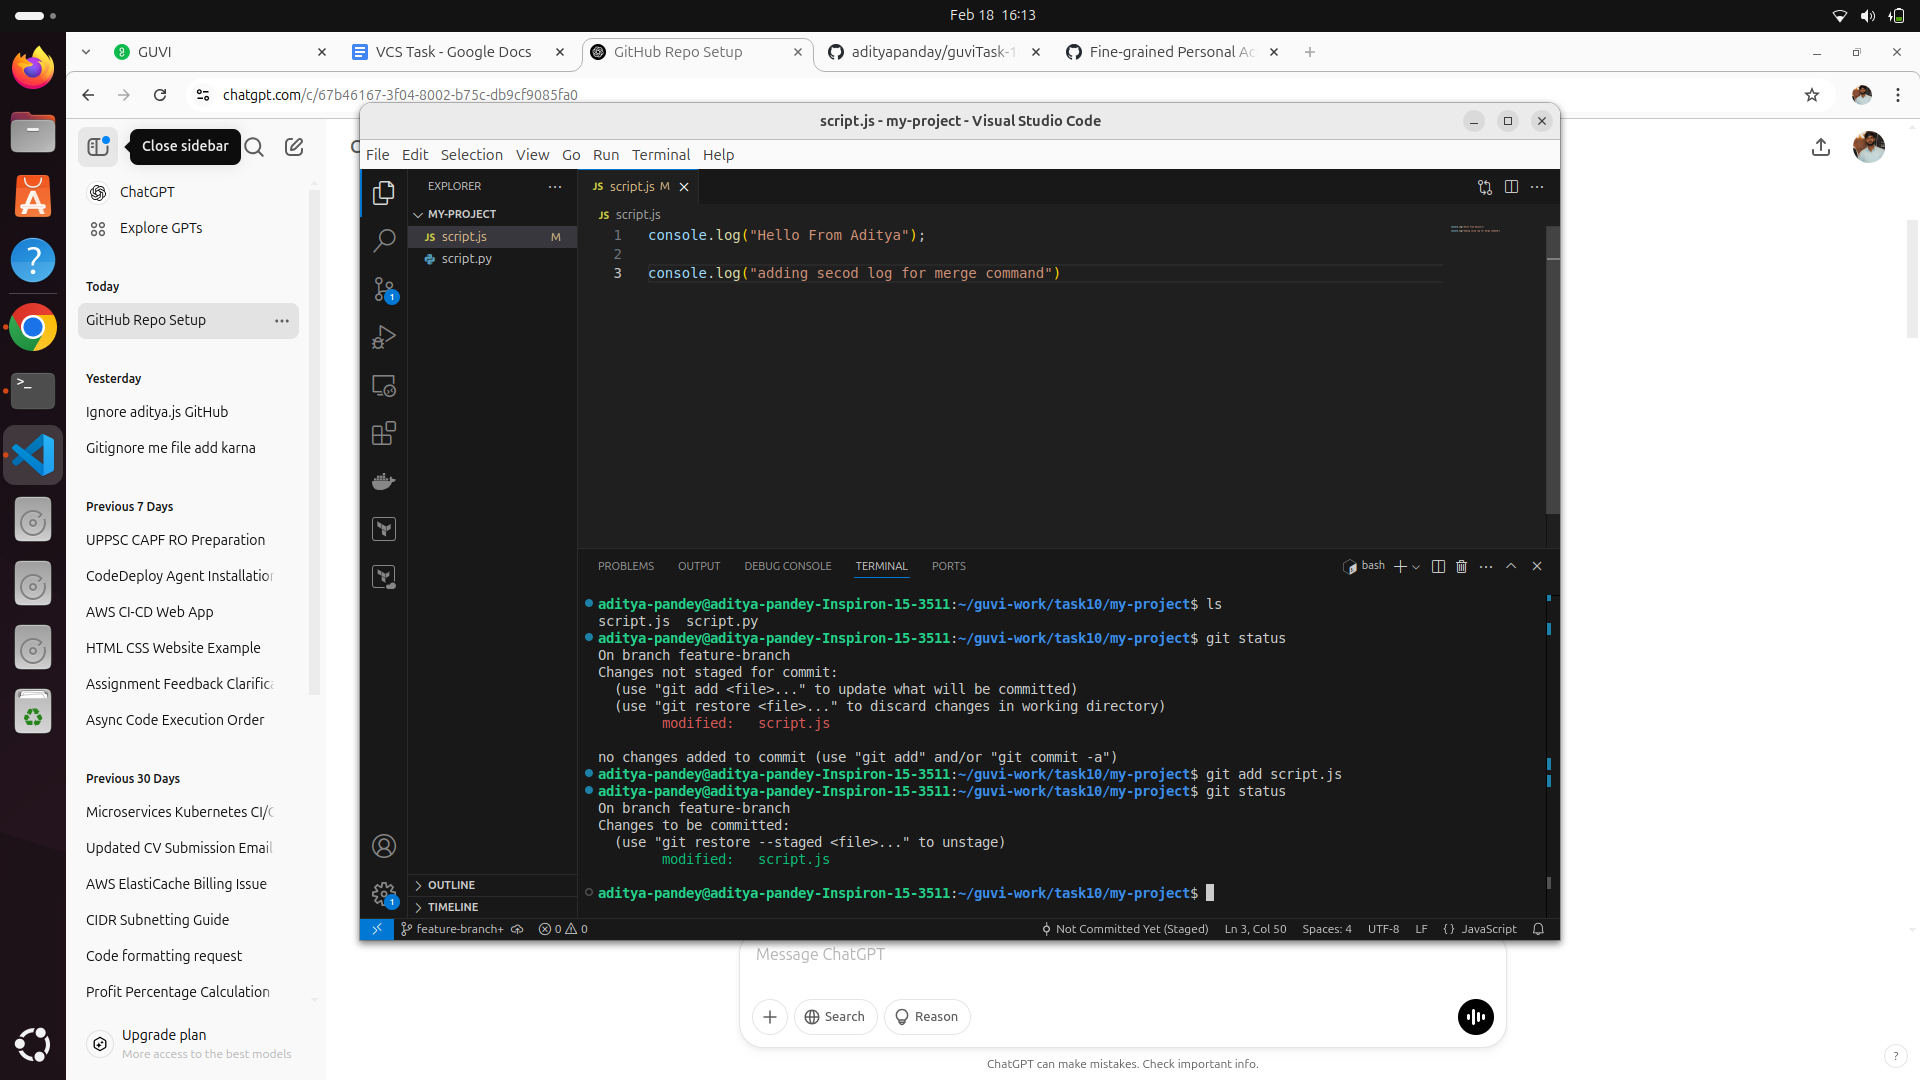 Feb 18 16:13
GUVI
VCS Task - Google Docs
GitHub Repo Setup
adityapanday/guviTask-1
Fine-grained Personal Ac
chatgpt.com/c/67b46167-3f04-8002-b75c-db9cf9085fa0
Close sidebar
ChatGPT
Explore GPTs
Today
GitHub Repo Setup
Yesterday
Ignore aditya.js GitHub
Gitignore me file add karna
Previous 7 Days
UPPSC CAPF RO Preparation
CodeDeploy Agent Installation
AWS CI-CD Web App
HTML CSS Website Example
Assignment Feedback Clarifica
Async Code Execution Order
Previous 30 Days
Microservices Kubernetes CI/C
Updated CV Submission Email
AWS ElastiCache Billing Issue
CIDR Subnetting Guide
Code formatting request
Profit Percentage Calculation
Upgrade plan
More access to the best models
script.js - my-project - Visual Studio Code
File Edit Selection View Go Run Terminal Help
EXPLORER
MY-PROJECT
JS script.js M
script.py
OUTLINE
TIMELINE
JS script.js M
JS script.js
1 console.log("Hello From Aditya");
2
3 console.log("adding secod log for merge command")
PROBLEMS OUTPUT DEBUG CONSOLE TERMINAL PORTS
bash
aditya-pandey@aditya-pandey-Inspiron-15-3511:~/guvi-work/task10/my-project$ ls
script.js script.py
aditya-pandey@aditya-pandey-Inspiron-15-3511:~/guvi-work/task10/my-project$ git status
On branch feature-branch
Changes not staged for commit:
(use "git add <file>..." to update what will be committed)
(use "git restore <file>..." to discard changes in working directory)
modified: script.js
no changes added to commit (use "git add" and/or "git commit -a")
aditya-pandey@aditya-pandey-Inspiron-15-3511:~/guvi-work/task10/my-project$ git add script.js
aditya-pandey@aditya-pandey-Inspiron-15-3511:~/guvi-work/task10/my-project$ git status
On branch feature-branch
Changes to be committed:
(use "git restore --staged <file>..." to unstage)
modified: script.js
aditya-pandey@aditya-pandey-Inspiron-15-3511:~/guvi-work/task10/my-project$
1
1
feature-branch+ 0 0 Not Committed Yet (Staged) Ln 3, Col 50 Spaces: 4 UTF-8 LF {} JavaScript
Message ChatGPT
Search
Reason
ChatGPT can make mistakes. Check important info.
?